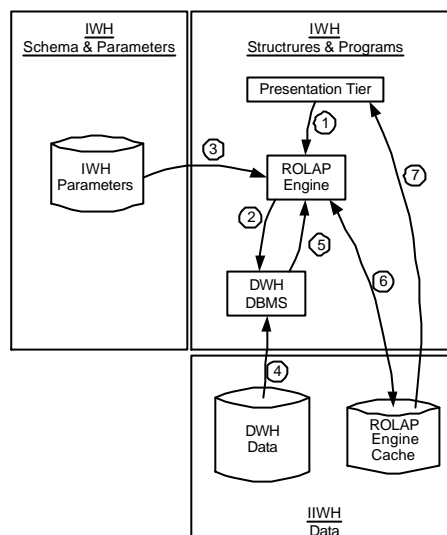 IWH
Schema & Parameters
IWH
Structrures & Programs
Presentation Tier
1
3
IWH
Parameters
ROLAP
Engine
7
2
5
DWH
DBMS
6
4
DWH
Data
ROLAP
Engine
Cache
IIWH
Data